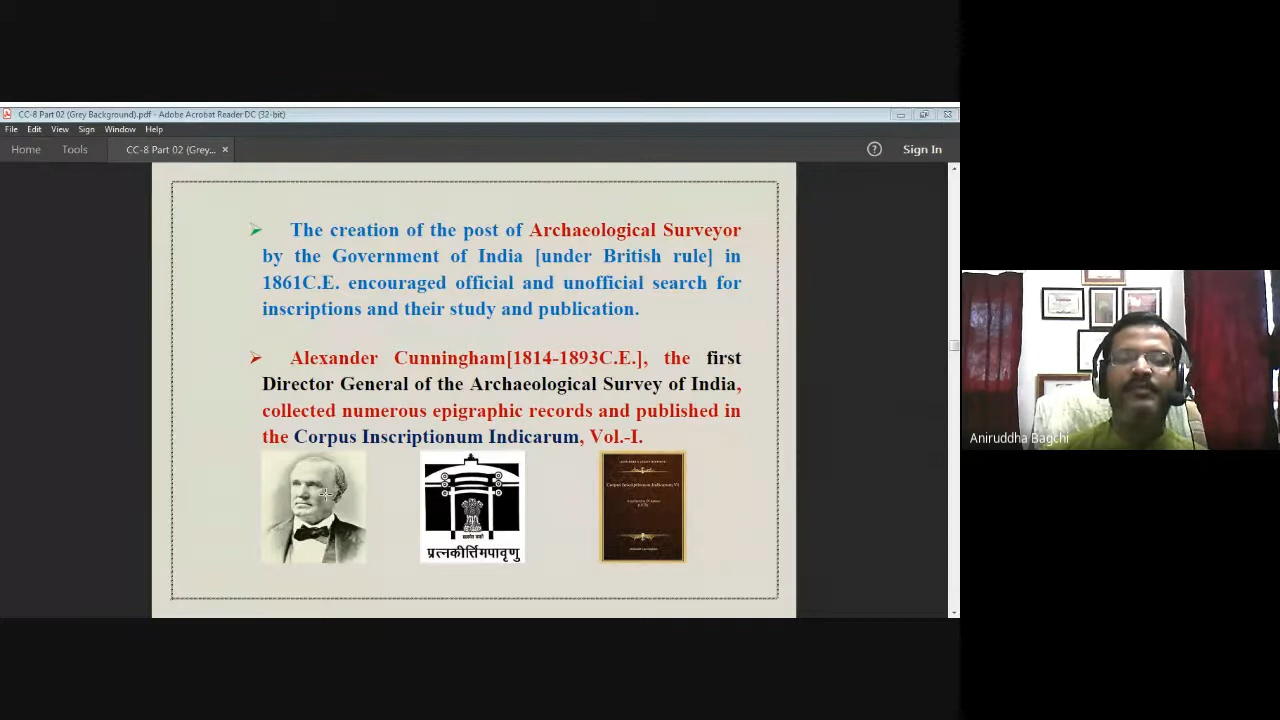 CC-8 Part 02 (Grey Background).pdf - Adobe Acrobat Reader DC (32-bit)
File Edit View Sign Window Help
Home Tools CC-8 Part 02 (Grey... × ? Sign In
The creation of the post of Archaeological Surveyor
by the Government of India [under British rule] in
1861C.E. encouraged official and unofficial search for
inscriptions and their study and publication.
Alexander Cunningham[1814-1893C.E.], the first
Director General of the Archaeological Survey of India,
collected numerous epigraphic records and published in
the Corpus Inscriptionum Indicarum, Vol.-I.
प्रत्नकीर्तिमपावृणु
Corpus Inscriptionum Indicarum, V1
Aniruddha Bagchi